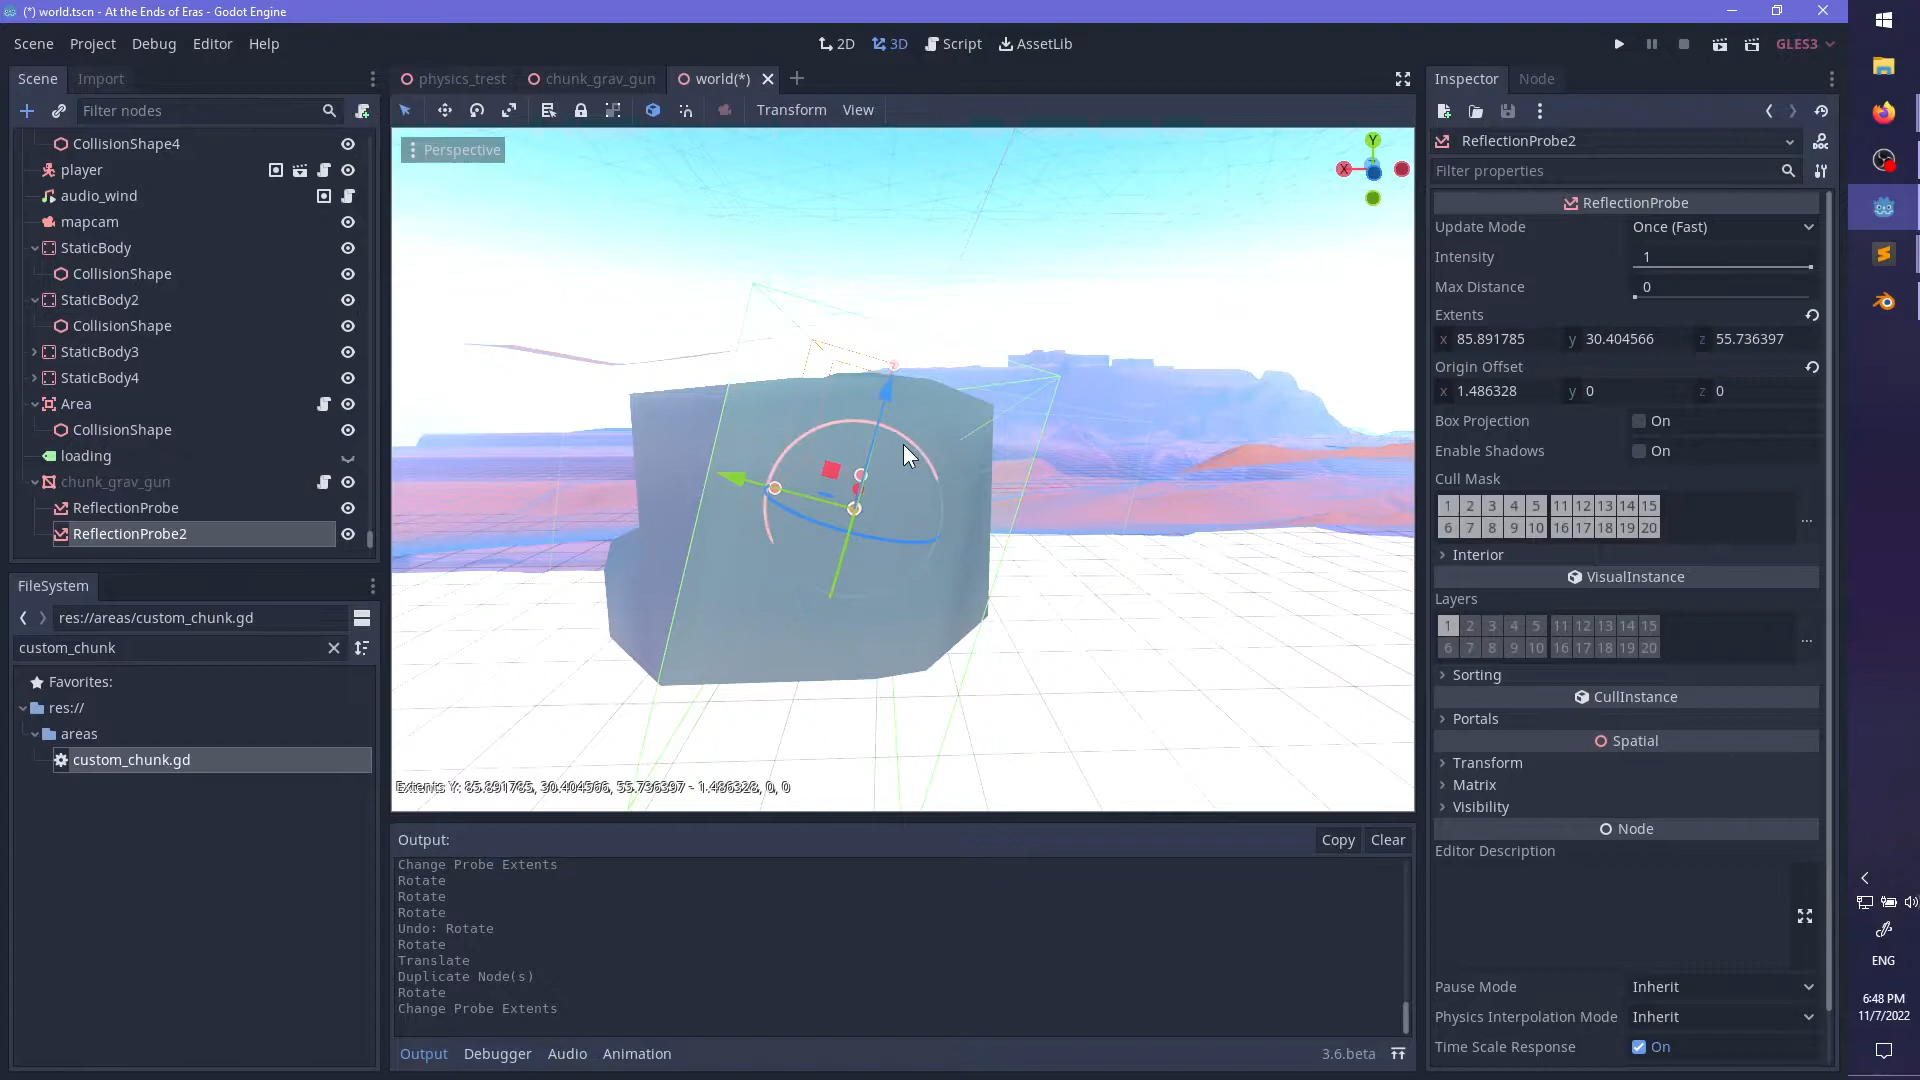 (*) world.tscn - At the Ends of Eras - Godot Engine
Scene Project Debug Editor Help
2D 3D Script AssetLib
GLES3
Scene Import
Filter nodes
CollisionShape4
player
audio_wind
mapcam
StaticBody
CollisionShape
StaticBody2
CollisionShape
StaticBody3
StaticBody4
Area
CollisionShape
loading
chunk_grav_gun
ReflectionProbe
ReflectionProbe2
FileSystem
res://areas/custom_chunk.gd
custom_chunk
Favorites:
res://
areas
custom_chunk.gd
physics_trest chunk_grav_gun world(*)
Transform View
Perspective
Y
X
Extents Y: 85.891785, 30.404566, 55.736397 - 1.486328, 0, 0
Output:
Copy Clear
Change Probe Extents
Rotate
Rotate
Rotate
Undo: Rotate
Rotate
Translate
Duplicate Node(s)
Rotate
Change Probe Extents
Output Debugger Audio Animation
3.6.beta
Inspector Node
ReflectionProbe2
Filter properties
ReflectionProbe
Update Mode Once (Fast)
Intensity 1
Max Distance 0
Extents
x 85.891785 y 30.404566 z 55.736397
Origin Offset
x 1.486328 y 0 z 0
Box Projection On
Enable Shadows On
Cull Mask
1 2 3 4 5 11 12 13 14 15
6 7 8 9 10 16 17 18 19 20
...
Interior
VisualInstance
Layers
1 2 3 4 5 11 12 13 14 15
6 7 8 9 10 16 17 18 19 20
...
Sorting
CullInstance
Portals
Spatial
Transform
Matrix
Visibility
Node
Editor Description
Pause Mode Inherit
Physics Interpolation Mode Inherit
Time Scale Response On
ENG
6:48 PM
11/7/2022